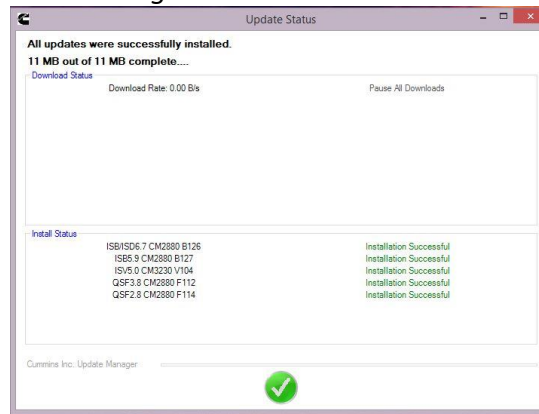 Update Status
All updates were successfully installed.
11 MB out of 11 MB complete....
Download Status
Download Rate: 0.00 B/s Pause All Downloads
Install Status
ISB/ISD6.7 CM2880 B126 Installation Successful
ISB5.9 CM2880 B127 Installation Successful
ISV5.0 CM3230 V104 Installation Successful
QSF3.8 CM2880 F112 Installation Successful
QSF2.8 CM2880 F114 Installation Successful
Cummins Inc. Update Manager